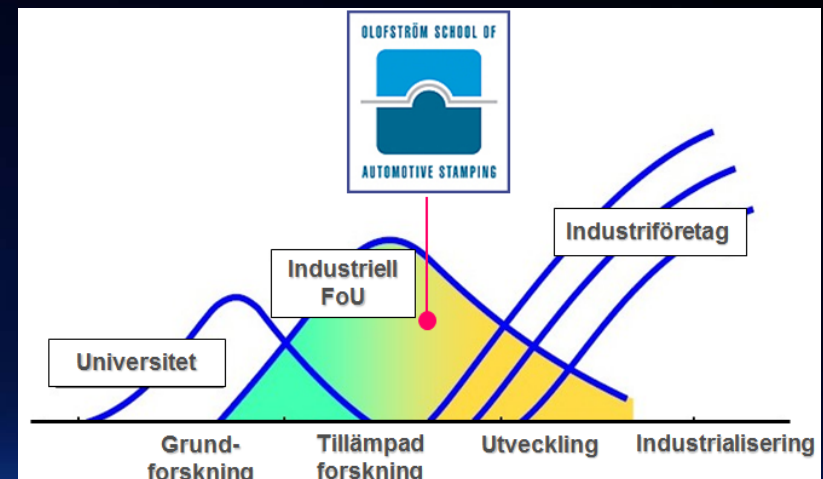 OLOFSTRÖM SCHOOL OF
AUTOMOTIVE STAMPING
Industriföretag
Industriell
FoU
Universitet
Grund-
forskning
Tillämpad
forskning
Utveckling
Industrialisering